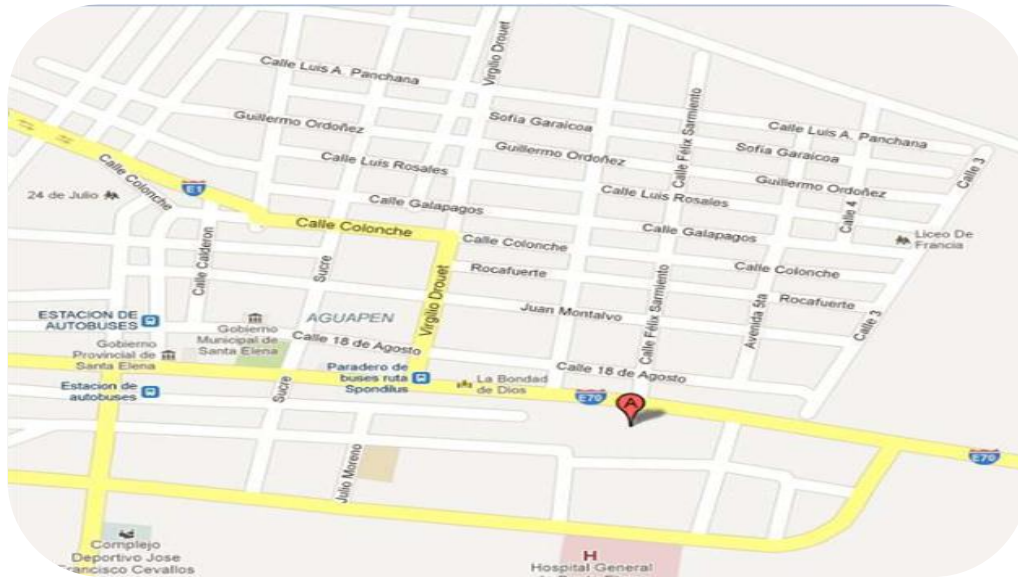 Virgilio Drouet
Calle Luis A. Panchana
Guillermo Ordoñez
Sofia Garaicoa
Calle Félix Sarmiento
Calle Luis A. Panchana
Guillermo Ordoñez
Sofia Garaicoa
Calle 3
Calle Luis Rosales
Calle Colonche
E1
24 de Julio
Guillermo Ordoñez
Calle Luis Rosales
Calle 4
Calle Galapagos
Calle Colonche
Calle Galapagos
Liceo De
Francia
Calle Colonche
Calle Calderon
Sucre
Rocafuerte
Calle Colonche
Virgilio Drouet
Juan Montalvo
Calle Félix Sarmiento
Avenida 5ta
Rocafuerte
Calle 3
ESTACION DE
AUTOBUSES
AGUAPEN
Gobierno
Municipal de
Santa Elena
Calle 18 de Agosto
Gobierno
Provincial de
Santa Elena
Paradero de
buses ruta
Spondilus
La Bondad
de Dios
Calle 18 de Agosto
Estacion de
autobuses
Sucre
E70
A
E70
Julio Moreno
Complejo
Deportivo Jose
Francisco Cevallos
H
Hospital General